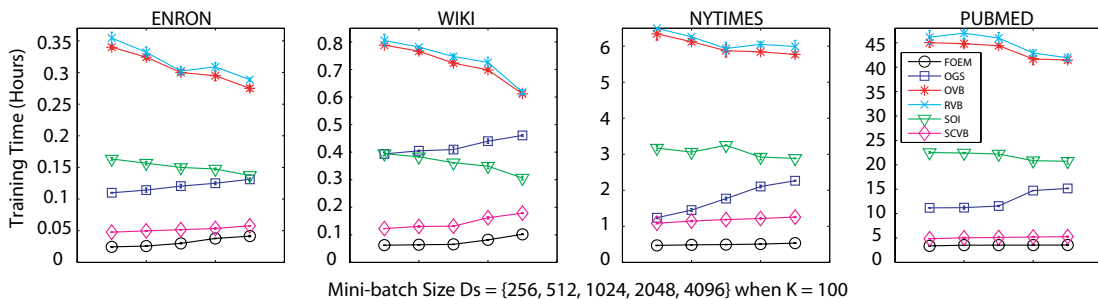 ENRON
WIKI
NYTIMES
PUBMED
Training Time (Hours)
0.35
0.3
0.25
0.2
0.15
0.1
0.05
0
0.8
0.7
0.6
0.5
0.4
0.3
0.2
0.1
0
6
5
4
3
2
1
0
45
40
35
30
25
20
15
10
5
0
FOEM
OGS
OVB
RVB
SOI
SCVB
Mini-batch Size Ds = {256, 512, 1024, 2048, 4096} when K = 100